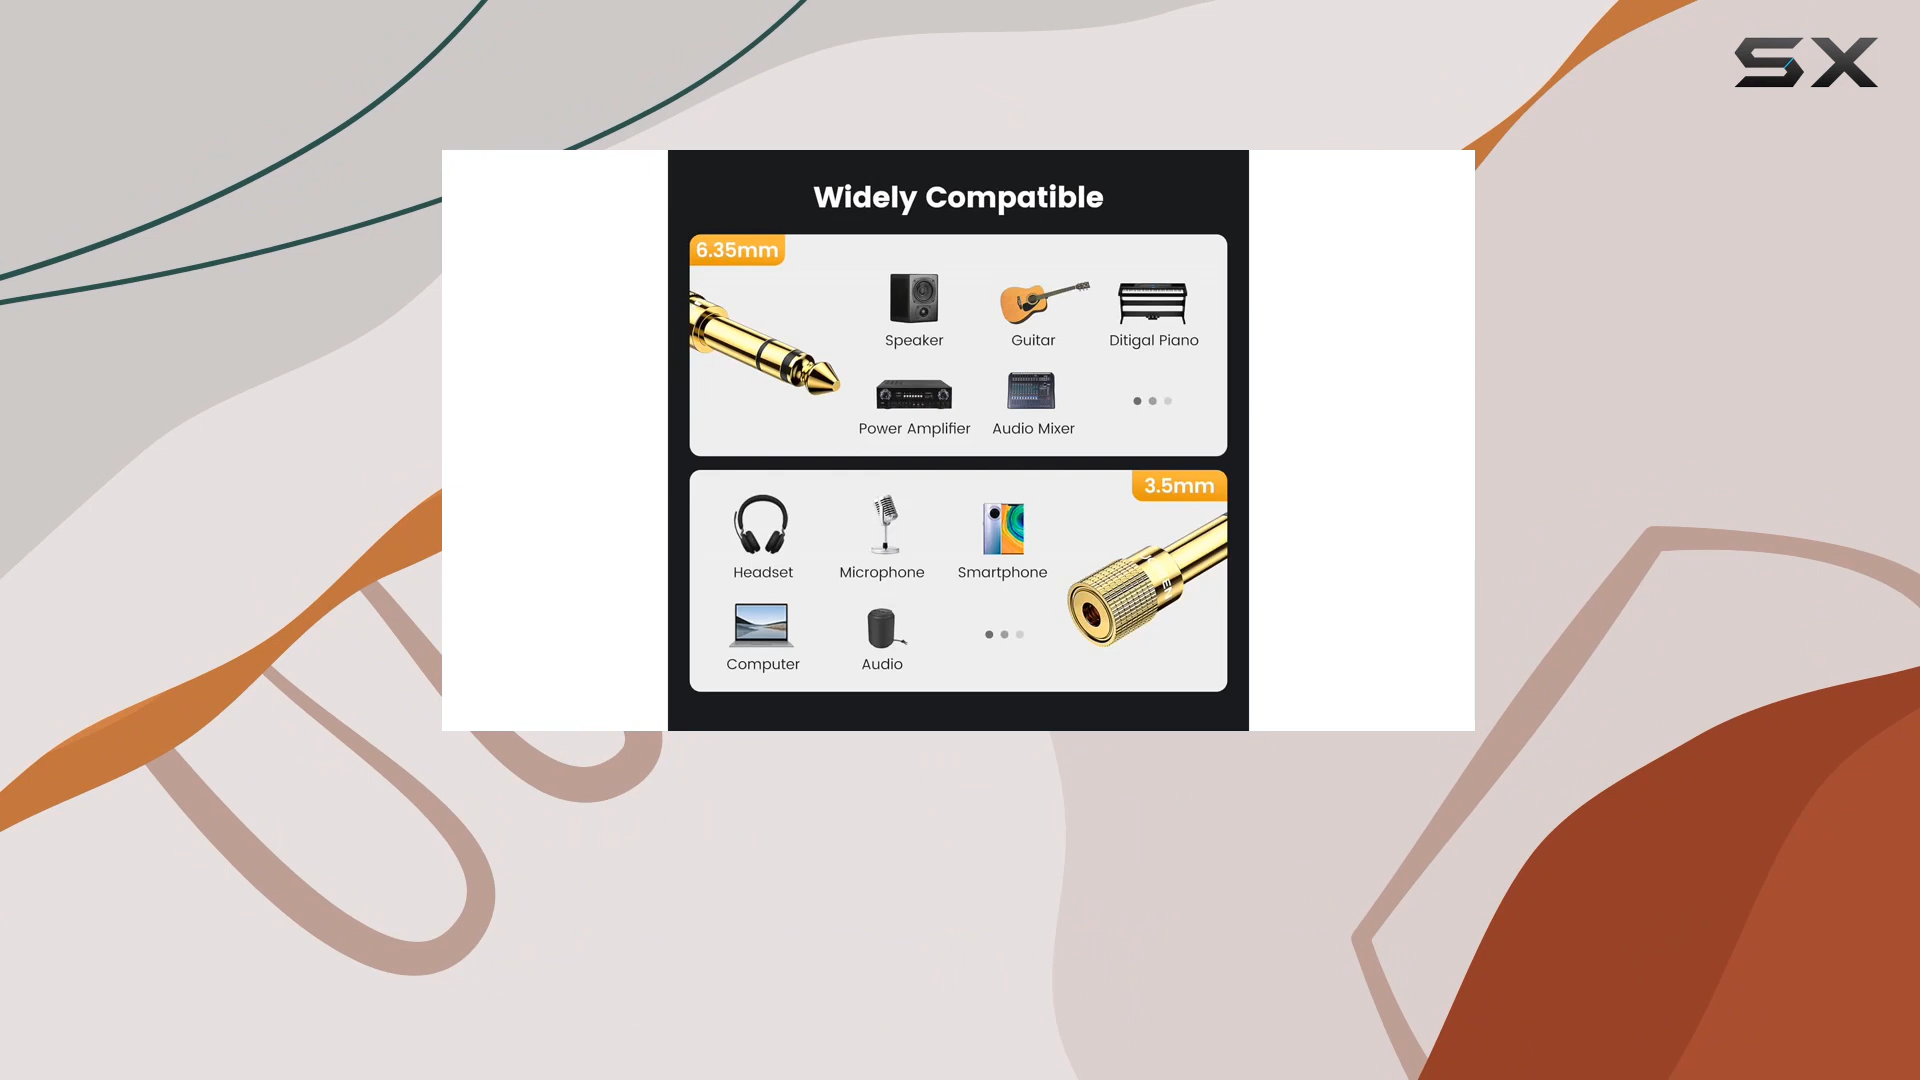 SX
Widely Compatible
6.35mm
Speaker
Guitar
Ditigal Piano
Power Amplifier
Audio Mixer
3.5mm
Headset
Microphone
Smartphone
Computer
Audio